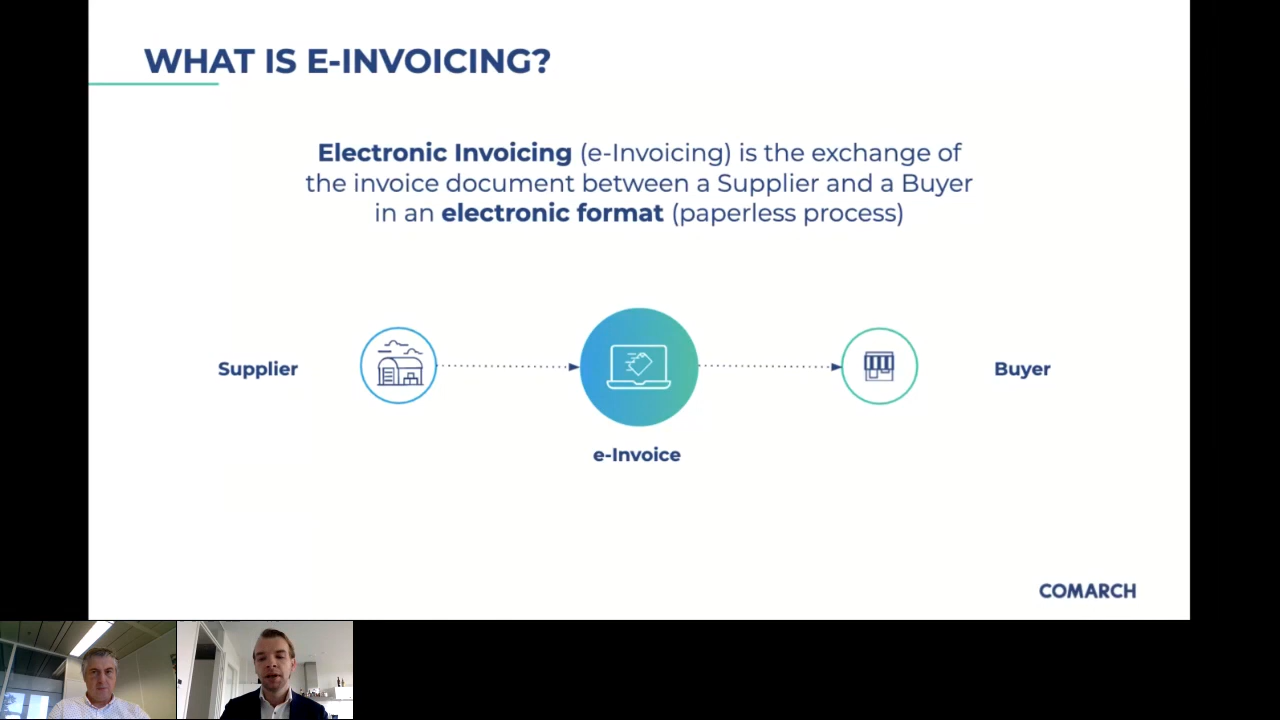 WHAT IS E-INVOICING?
Electronic Invoicing (e-Invoicing) is the exchange of
the invoice document between a Supplier and a Buyer
in an electronic format (paperless process)
Supplier
Buyer
e-Invoice
COMARCH